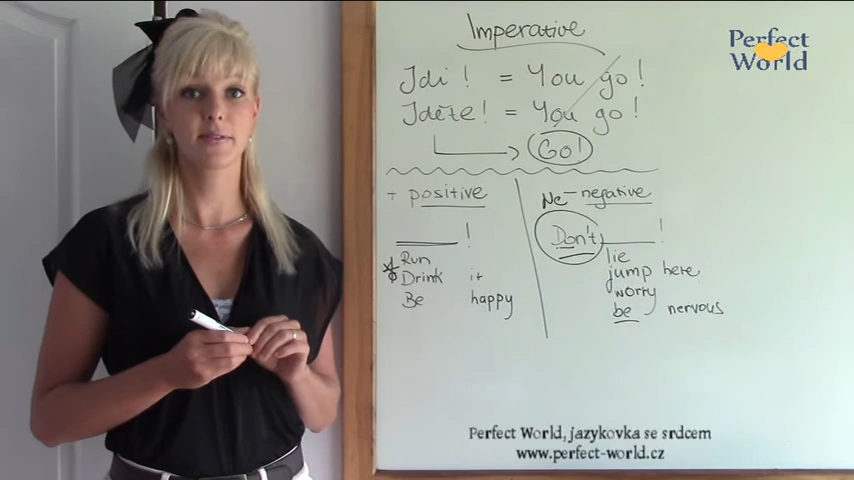 Imperative
Jdi ! = You go !
Jděte ! = You go !
Go!
+ positive
!
Run
Drink it
Be happy
Ne- negative
Don't !
lie
jump here
worry
be nervous
Perfect
World
Perfect World, jazykovka se srdcem
www.perfect-world.cz